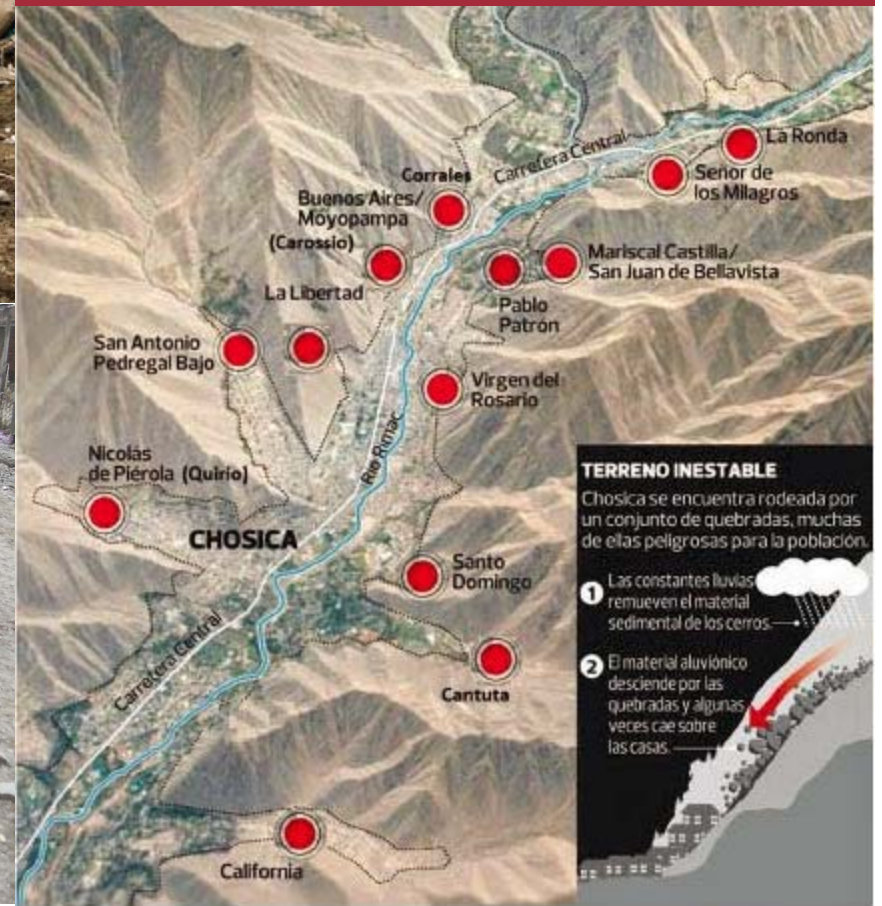 La Ronda
Carretera Central
Señor de
los Milagros
Corrales
Buenos Aires/
Moyopampa
(Carossio)
Mariscal Castilla/
San Juan de Bellavista
La Libertad
Pablo
Patrón
San Antonio
Pedregal Bajo
Virgen del
Rosario
Río Rímac
Nicolás
de Piérola (Quirio)
CHOSICA
Santo
Domingo
Carretera Central
Cantuta
California
TERRENO INESTABLE
Chosica se encuentra rodeada por
un conjunto de quebradas, muchas
de ellas peligrosas para la población.
1 Las constantes lluvias
remueven el material
sedimental de los cerros.
2 El material aluviónico
desciende por las
quebradas y algunas
veces cae sobre
las casas.